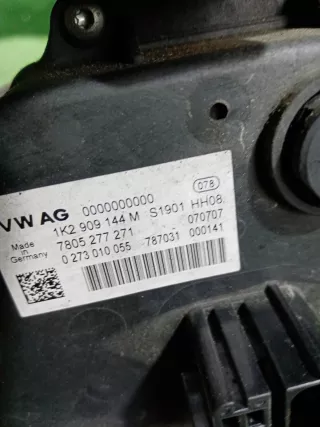 VW AG 0000000000 078
1K2 909 144 M S1901 HH08
Made in Germany 7805 277 271 - 070707
0 273 010 055 - 787031 000141